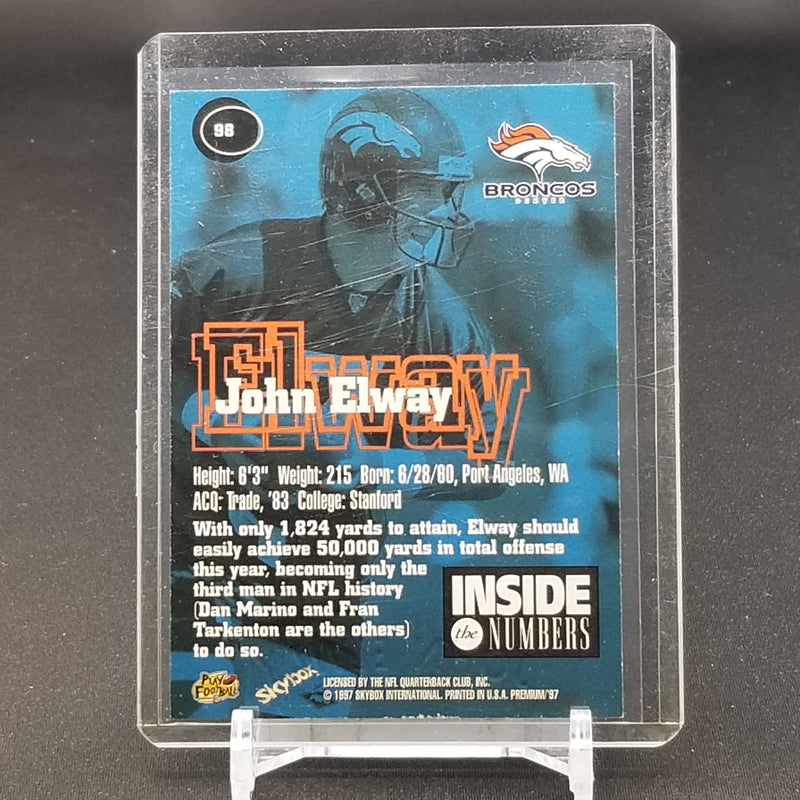 98
BRONCOS
DENVER
Elway
John Elway
Height: 6'3" Weight: 215 Born: 6/28/60, Port Angeles, WA
ACQ: Trade, '83 College: Stanford
With only 1,824 yards to attain, Elway should
easily achieve 50,000 yards in total offense
this year, becoming only the
third man in NFL history
(Dan Marino and Fran
Tarkenton are the others)
to do so.
INSIDE
the NUMBERS
PLAY
FOOTBALL
Skybox
LICENSED BY THE NFL QUARTERBACK CLUB, INC.
© 1997 SKYBOX INTERNATIONAL. PRINTED IN U.S.A. PREMIUM/97